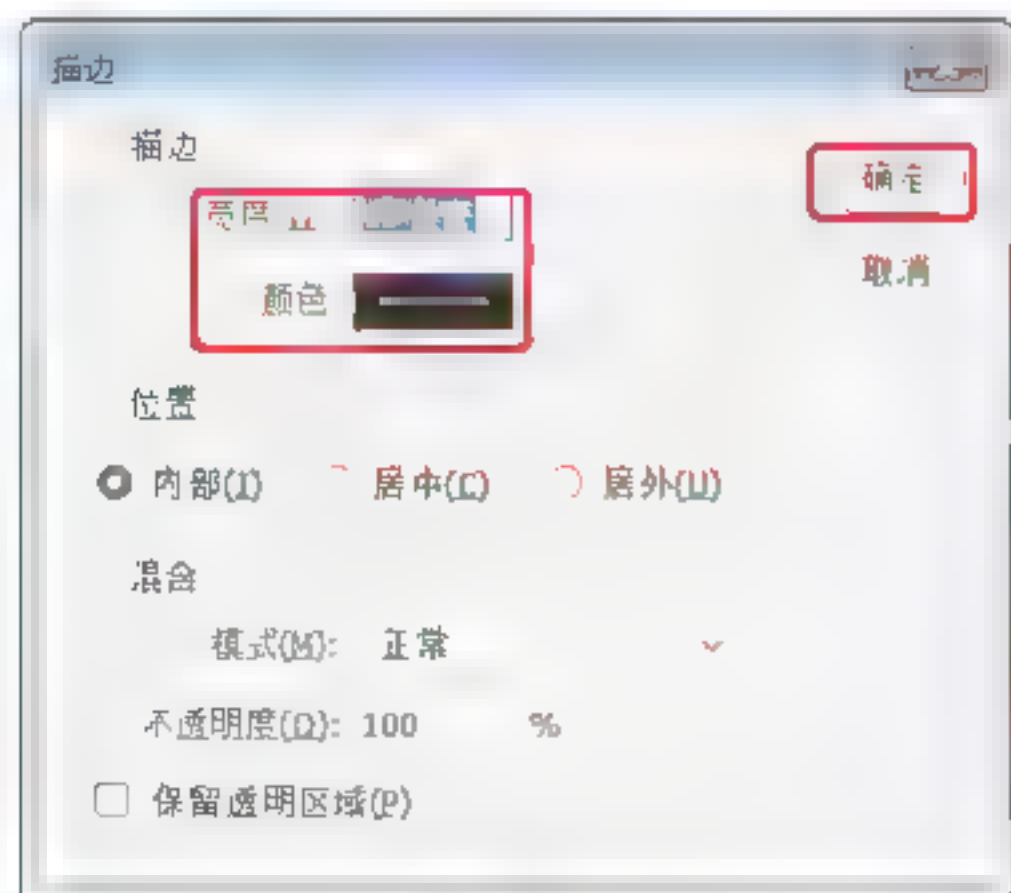 描边
描边
确定
颜色
取消
位置
内部(I) 居中(C) 居外(U)
混合
模式(M): 正常
不透明度(O): 100 %
保留透明区域(P)